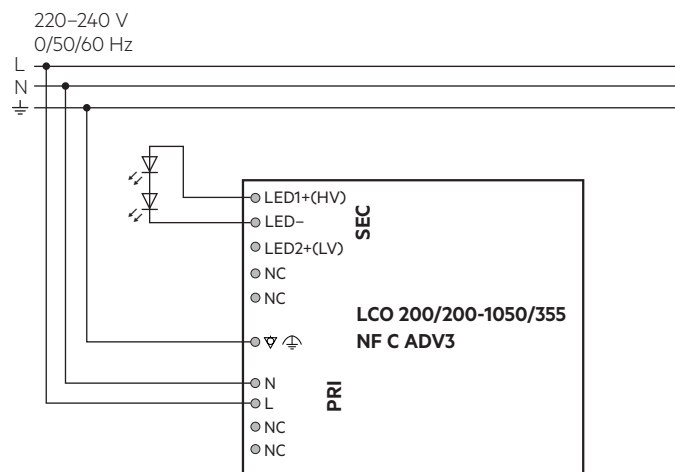 220–240 V
0/50/60 Hz
L
N
LED1+(HV)
LED–
LED2+(LV)
NC
NC
SEC
LCO 200/200-1050/355
NF C ADV3
N
L
NC
NC
PRI